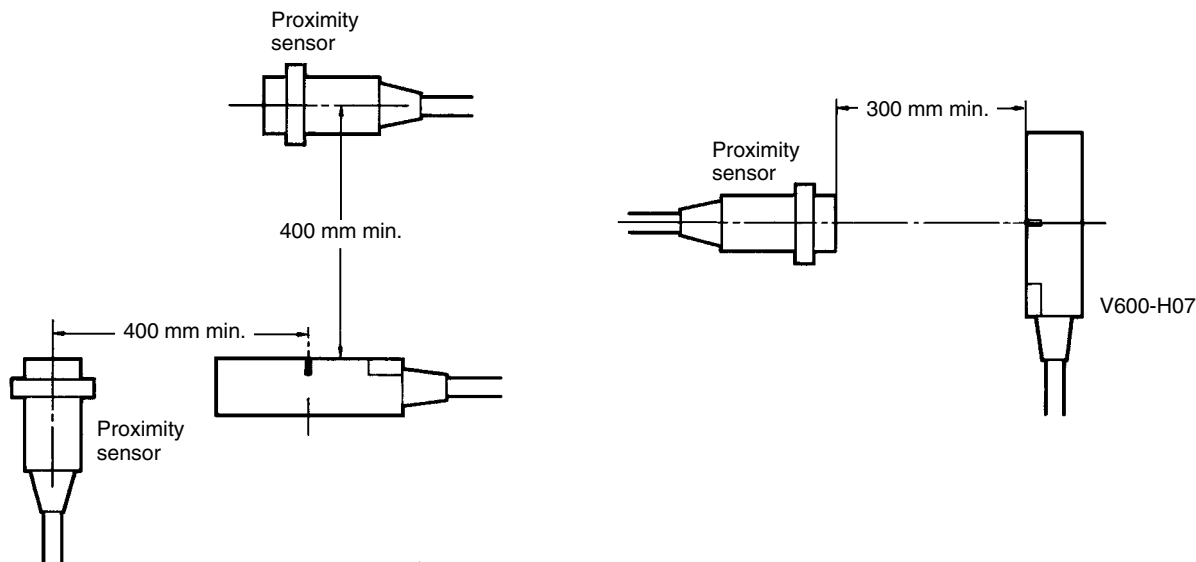 Proximity
sensor
300 mm min.
Proximity
sensor
400 mm min.
V600-H07
400 mm min.
Proximity
sensor